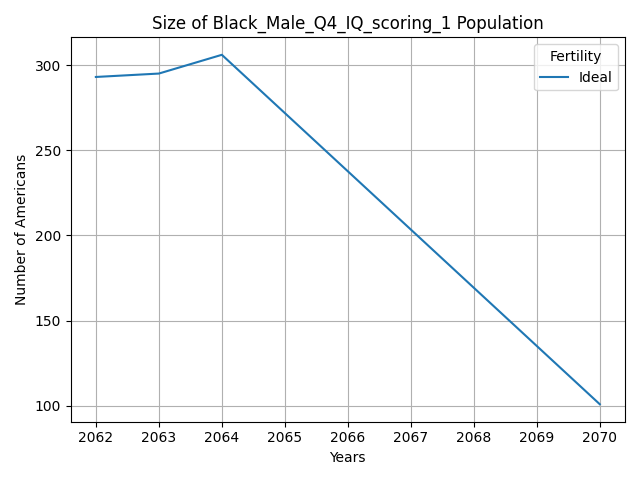 Size of Black_Male_Q4_IQ_scoring_1 Population
Fertility
Ideal
Number of Americans
300
250
200
150
100
2062 2063 2064 2065 2066 2067 2068 2069 2070
Years